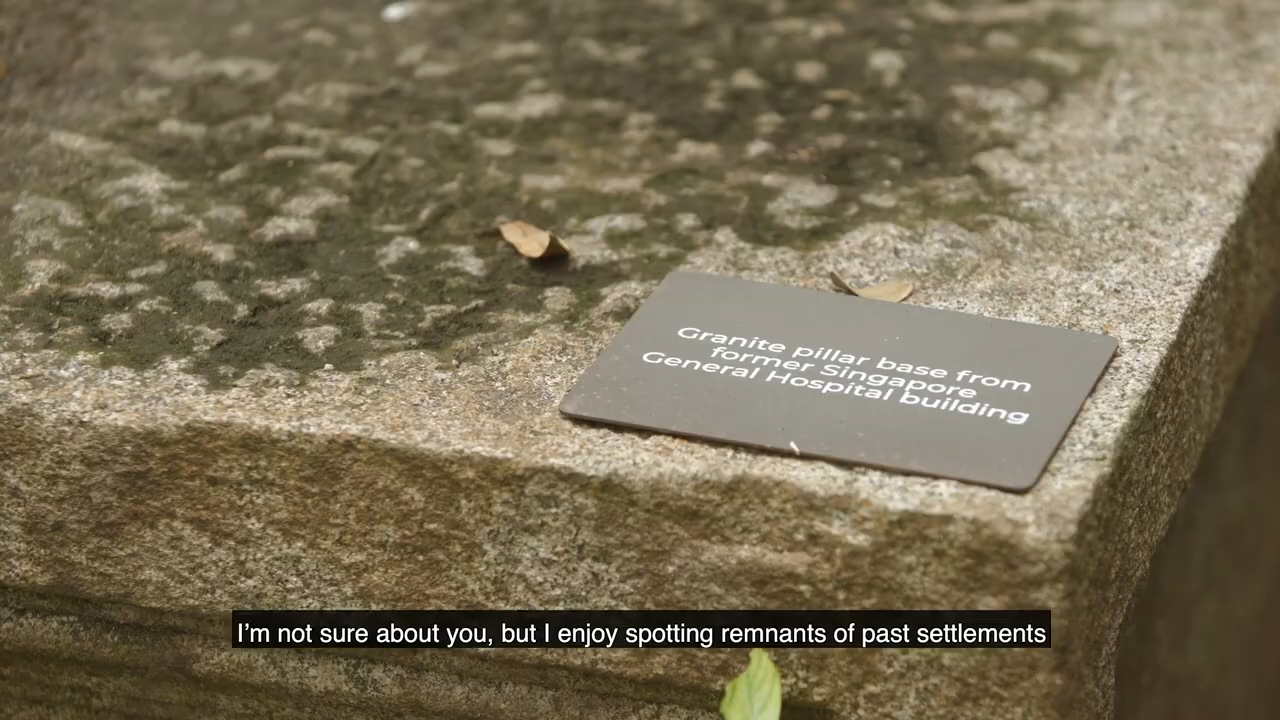 Granite pillar base from
former Singapore
General Hospital building
I'm not sure about you, but I enjoy spotting remnants of past settlements